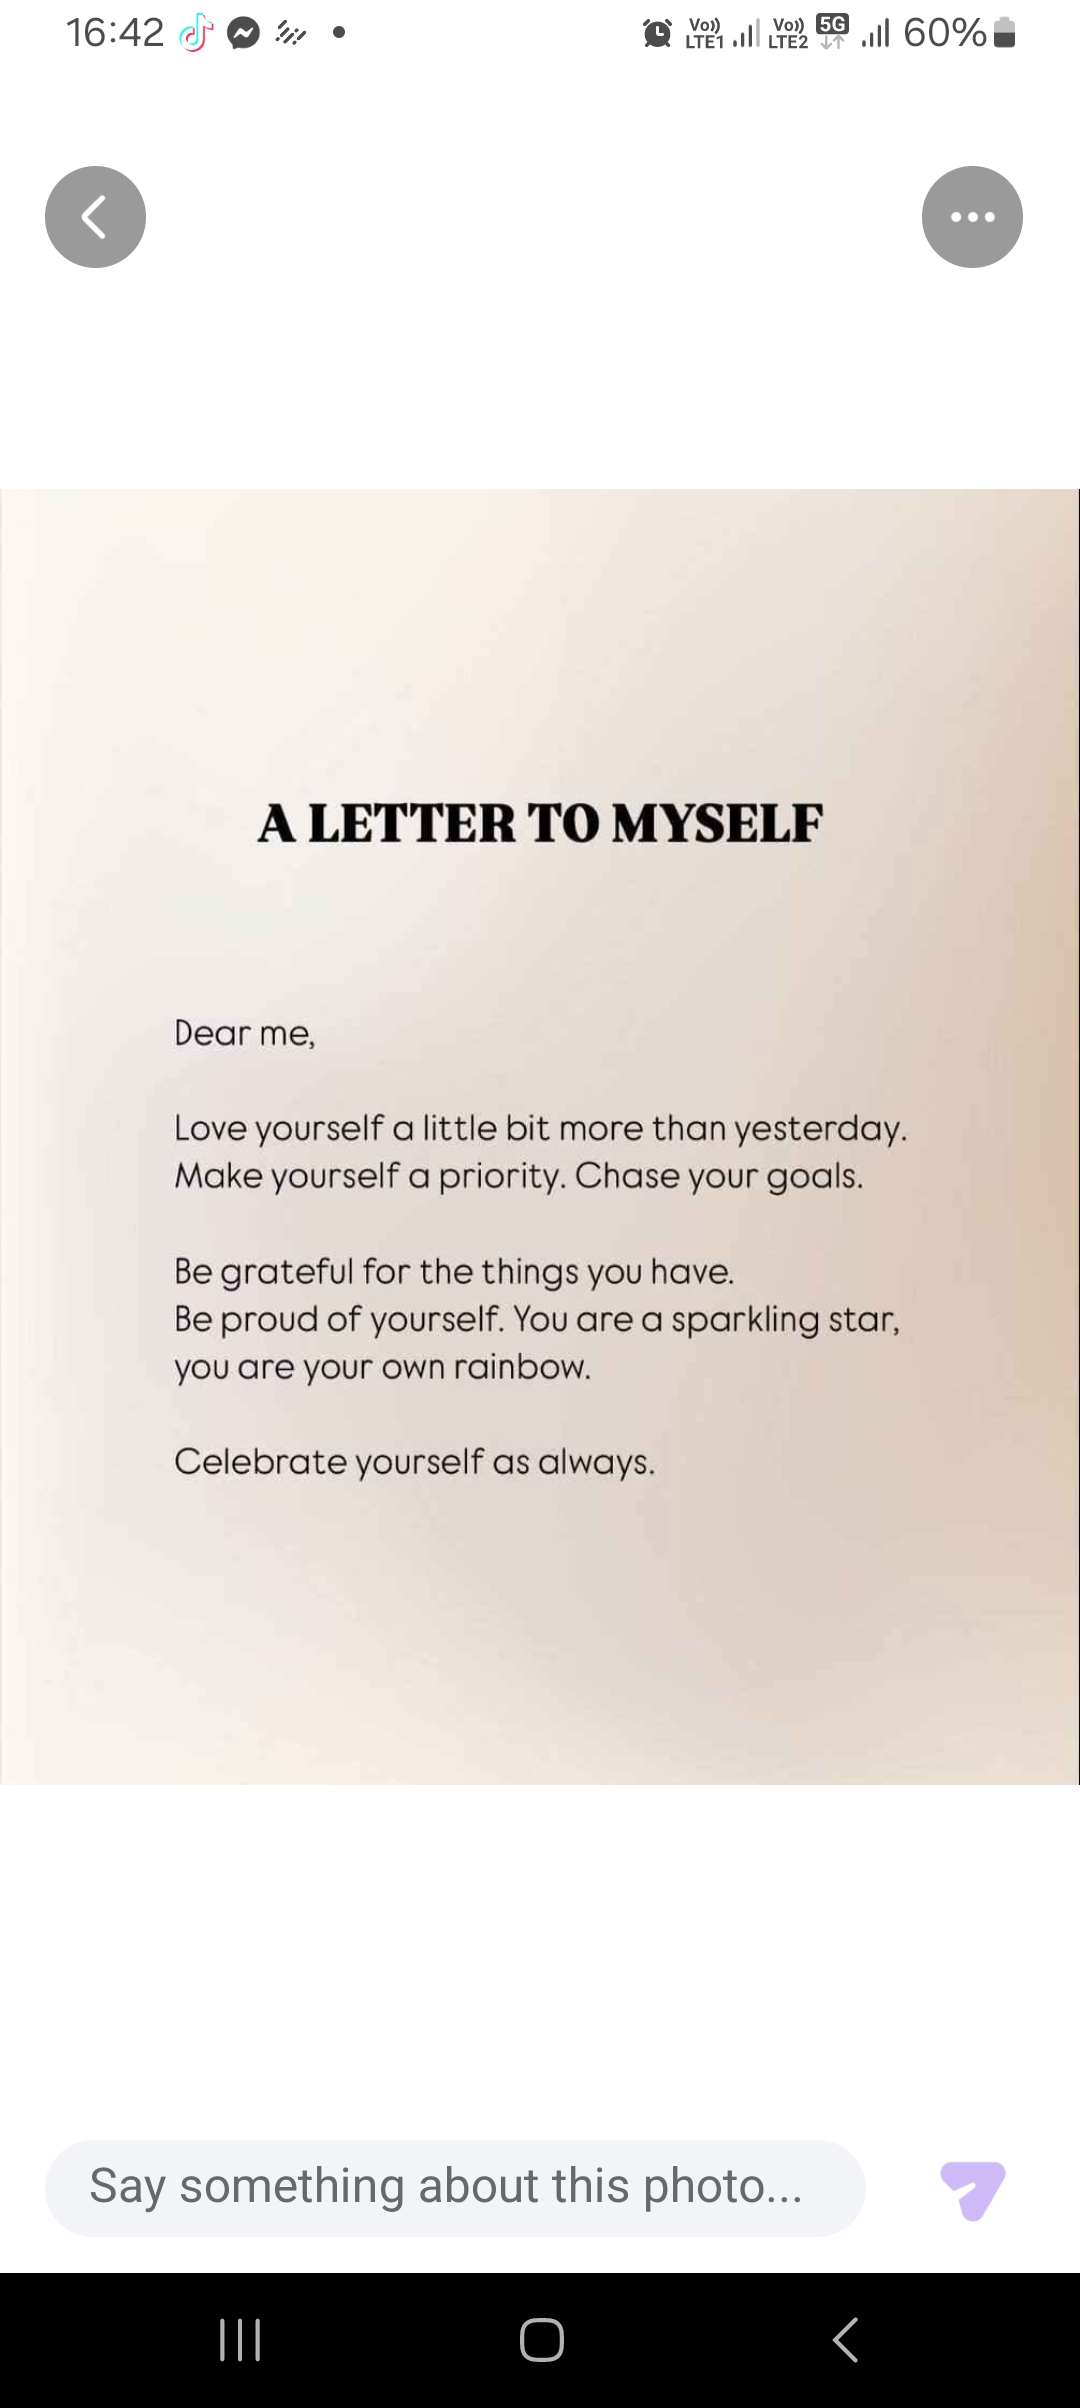 16:42
Vo)) LTE1 Vo)) LTE2 5G 60%
A LETTER TO MYSELF
Dear me,
Love yourself a little bit more than yesterday.
Make yourself a priority. Chase your goals.
Be grateful for the things you have.
Be proud of yourself. You are a sparkling star,
you are your own rainbow.
Celebrate yourself as always.
Say something about this photo...